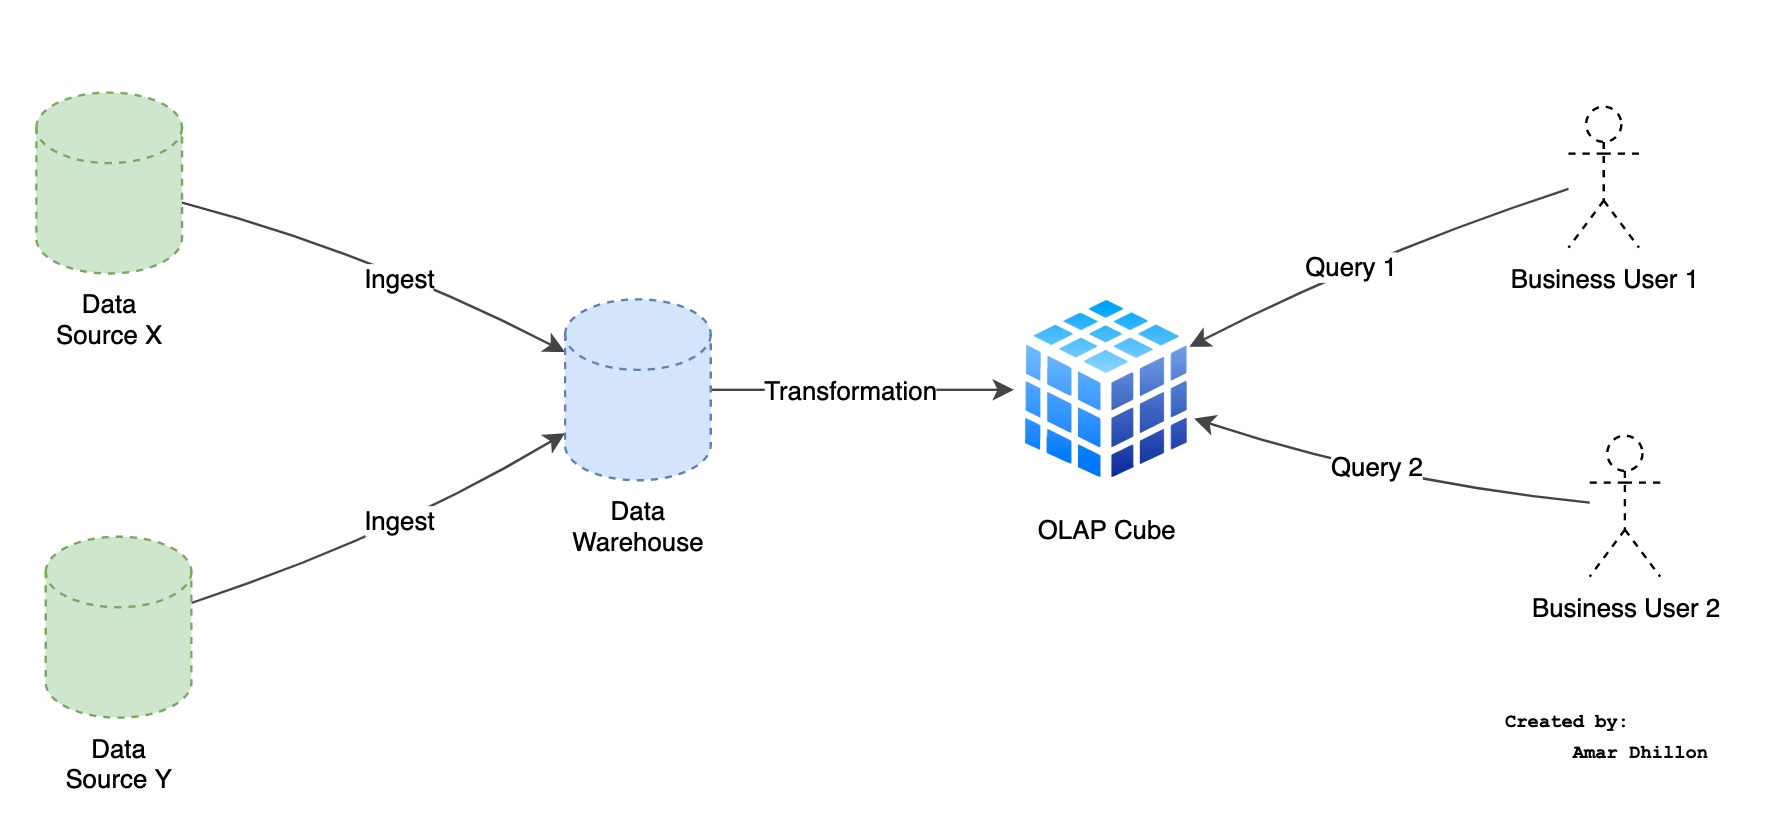 Data
Source X
Ingest
Data
Warehouse
Ingest
Data
Source Y
Transformation
OLAP Cube
Query 1
Business User 1
Query 2
Business User 2
Created by:
Amar Dhillon